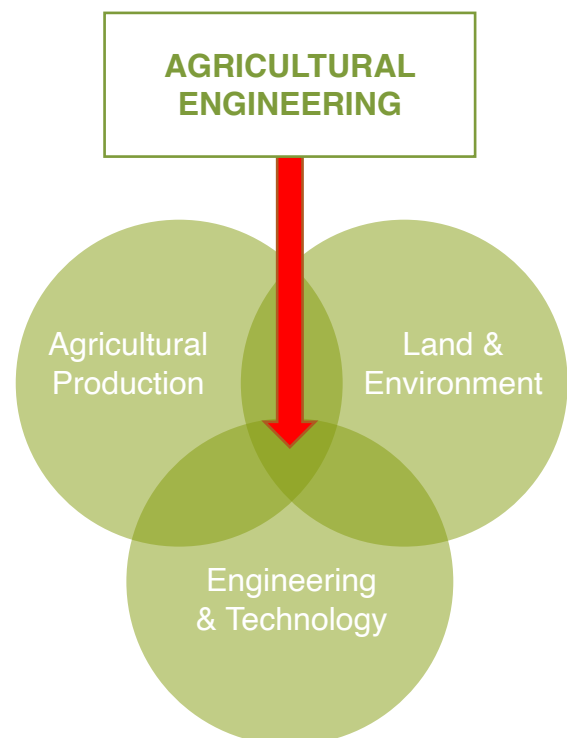 AGRICULTURAL
ENGINEERING
Agricultural
Production
Land &
Environment
Engineering
& Technology